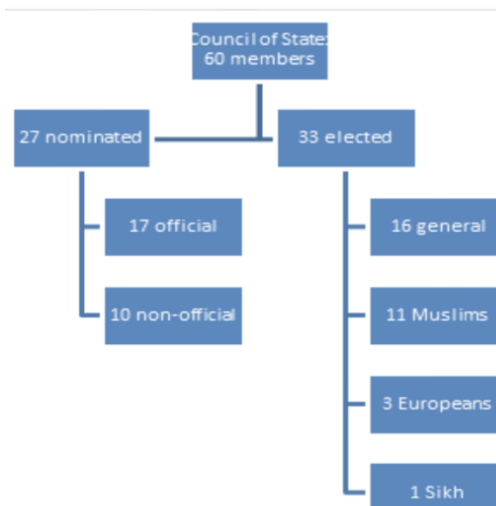 Council of State:
60 members
27 nominated
33 elected
17 official
16 general
10 non-official
11 Muslims
3 Europeans
1 Sikh